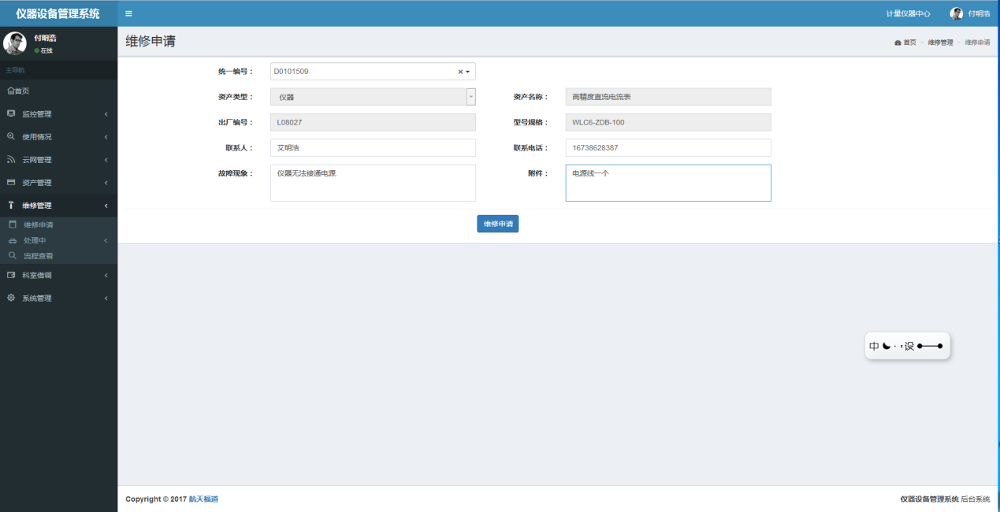 仪器设备管理系统
计量仪器中心
付明浩
付明浩
在线
维修申请
首页 > 维修管理 > 维修申请
主导航
首页
监控管理
使用情况
云网管理
资产管理
维修管理
维修申请
处理中
流程查看
科室借调
系统管理
统一编号：
D0101509
资产类型：
仪器
资产名称：
高精度直流电流表
出厂编号：
L08027
型号规格：
WLC6-ZDB-100
联系人：
艾明浩
联系电话：
16738628387
故障现象：
仪器无法接通电源
附件：
电源线一个
维修申请
中 · , 设
Copyright © 2017 航天福道
仪器设备管理系统 后台系统